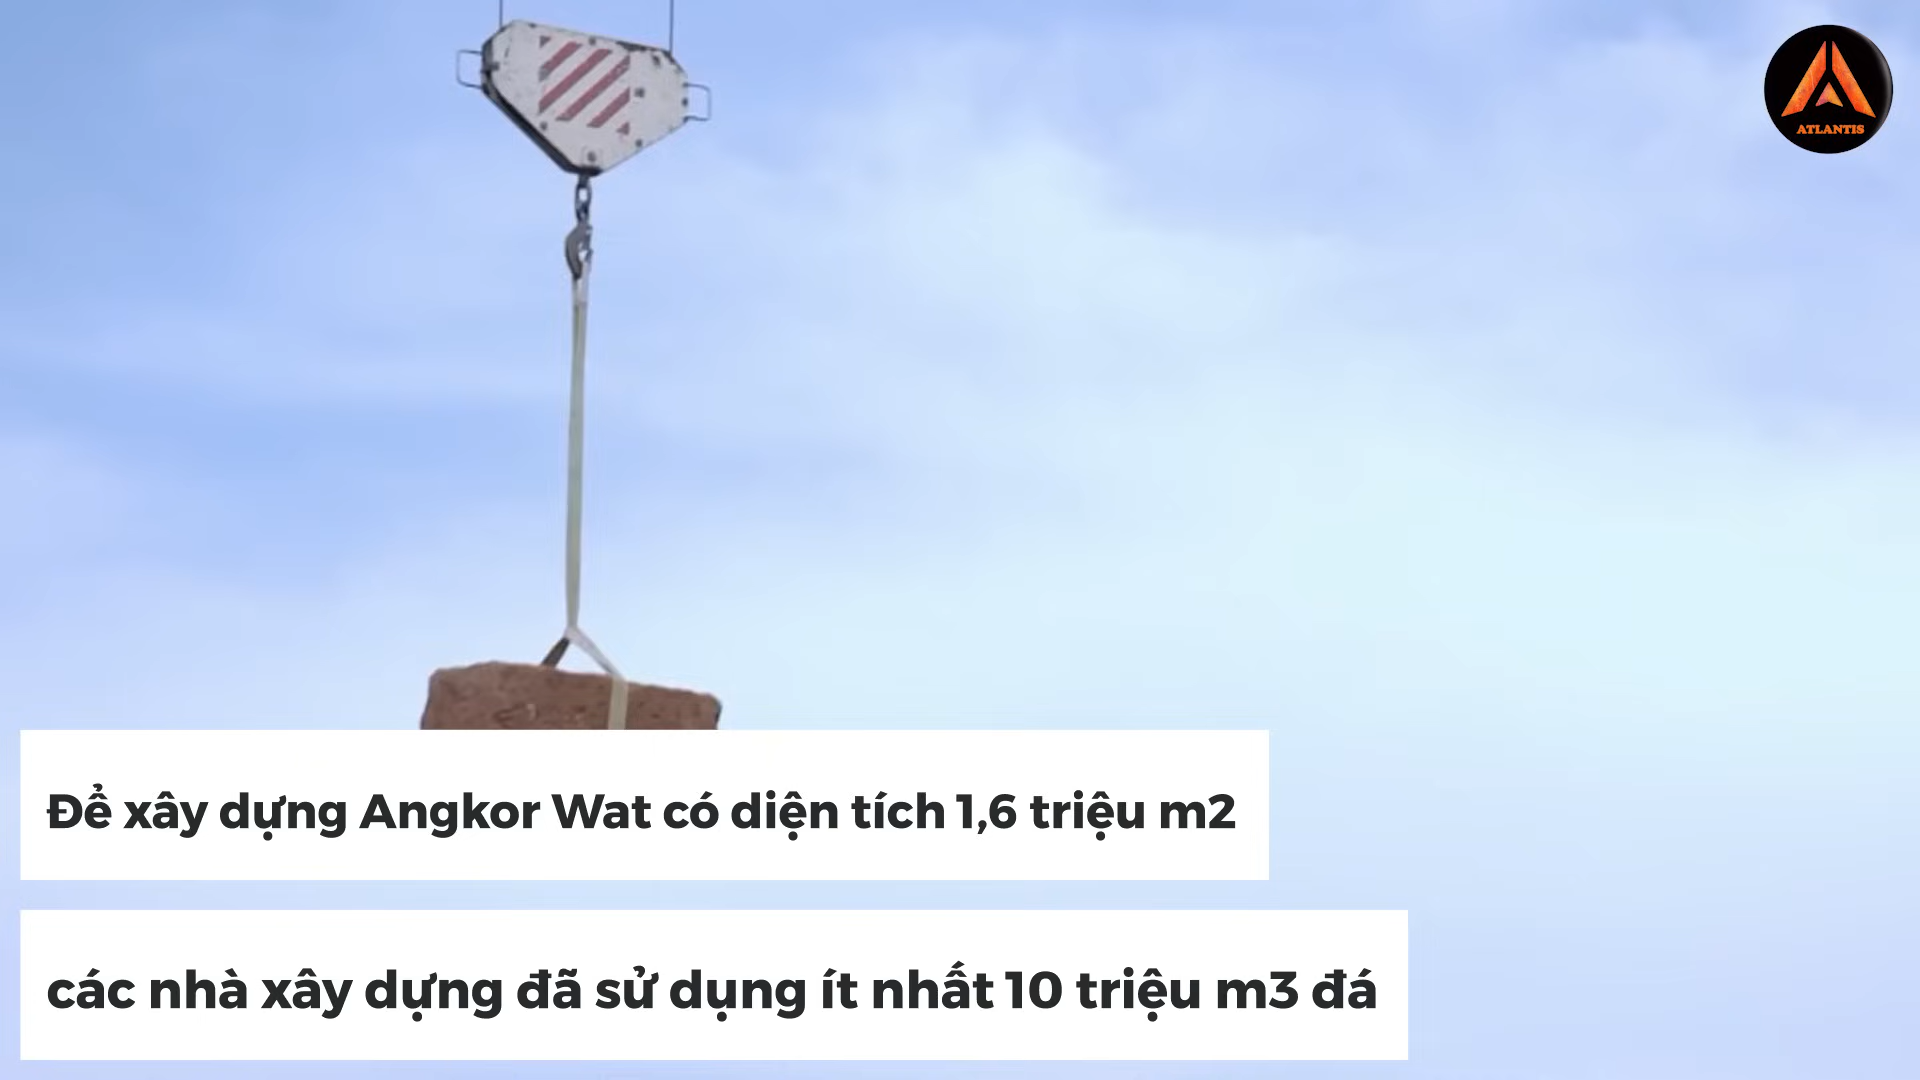 ATLANTIS
Để xây dựng Angkor Wat có diện tích 1,6 triệu m2
các nhà xây dựng đã sử dụng ít nhất 10 triệu m3 đá